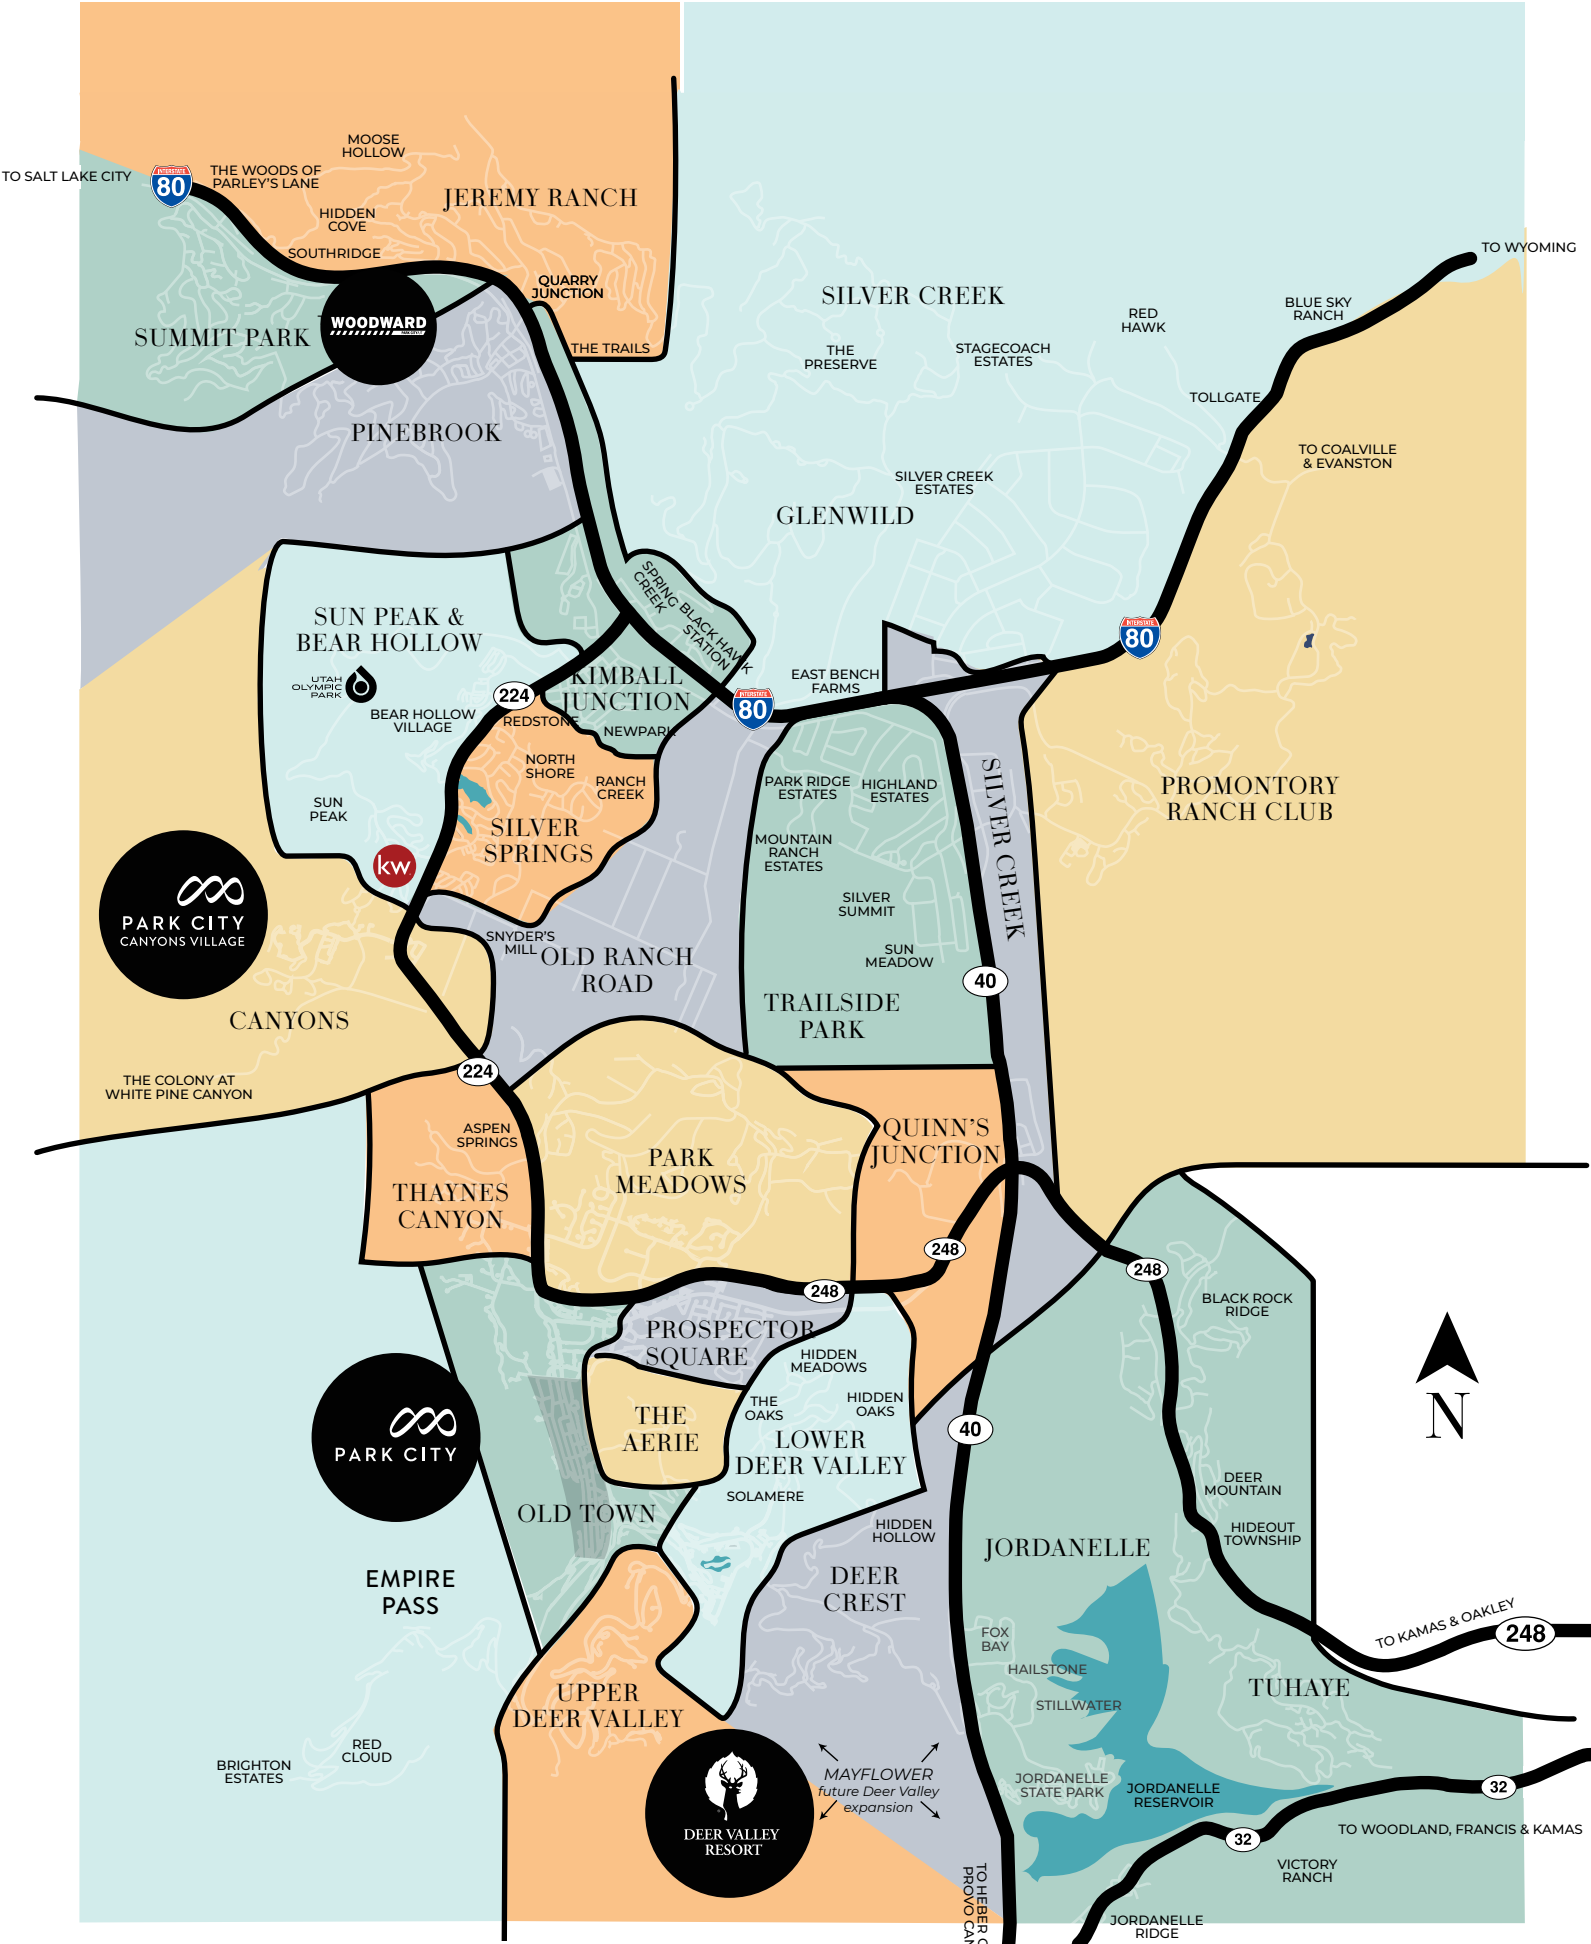 MOOSE
HOLLOW
TO SALT LAKE CITY
INTERSTATE
80
THE WOODS OF
PARLEY'S LANE
JEREMY RANCH
HIDDEN
COVE
SOUTHRIDGE
QUARRY
JUNCTION
WOODWARD
SUMMIT PARK
THE TRAILS
PINEBROOK
SILVER CREEK
TO WYOMING
BLUE SKY
RANCH
RED
HAWK
THE
PRESERVE
STAGECOACH
ESTATES
TOLLGATE
TO COALVILLE
& EVANSTON
SILVER CREEK
ESTATES
GLENWILD
SPRING
CREEK
BLACK HAWK
STATION
SUN PEAK &
BEAR HOLLOW
UTAH
OLYMPIC
PARK
BEAR HOLLOW
VILLAGE
224
KIMBALL
JUNCTION
REDSTONE
NEWPARK
INTERSTATE
80
EAST BENCH
FARMS
INTERSTATE
80
NORTH
SHORE
RANCH
CREEK
SUN
PEAK
SILVER
SPRINGS
kw
PARK RIDGE
ESTATES
HIGHLAND
ESTATES
SILVER CREEK
PROMONTORY
RANCH CLUB
MOUNTAIN
RANCH
ESTATES
SILVER
SUMMIT
PARK CITY
CANYONS VILLAGE
SNYDER'S
MILL
OLD RANCH
ROAD
SUN
MEADOW
40
TRAILSIDE
PARK
CANYONS
224
THE COLONY AT
WHITE PINE CANYON
ASPEN
SPRINGS
THAYNES
CANYON
PARK
MEADOWS
QUINN'S
JUNCTION
248
248
248
BLACK ROCK
RIDGE
PROSPECTOR
SQUARE
HIDDEN
MEADOWS
THE
OAKS
HIDDEN
OAKS
THE
AERIE
LOWER
DEER VALLEY
40
N
PARK CITY
SOLAMERE
OLD TOWN
DEER
MOUNTAIN
HIDDEN
HOLLOW
HIDEOUT
TOWNSHIP
JORDANELLE
EMPIRE
PASS
DEER
CREST
FOX
BAY
TO KAMAS & OAKLEY
248
HAILSTONE
STILLWATER
TUHAYE
UPPER
DEER VALLEY
RED
CLOUD
BRIGHTON
ESTATES
MAYFLOWER
future Deer Valley
expansion
DEER VALLEY
RESORT
JORDANELLE
STATE PARK
JORDANELLE
RESERVOIR
32
32
TO WOODLAND, FRANCIS & KAMAS
VICTORY
RANCH
TO HEBER C
PROVO CAN
JORDANELLE
RIDGE